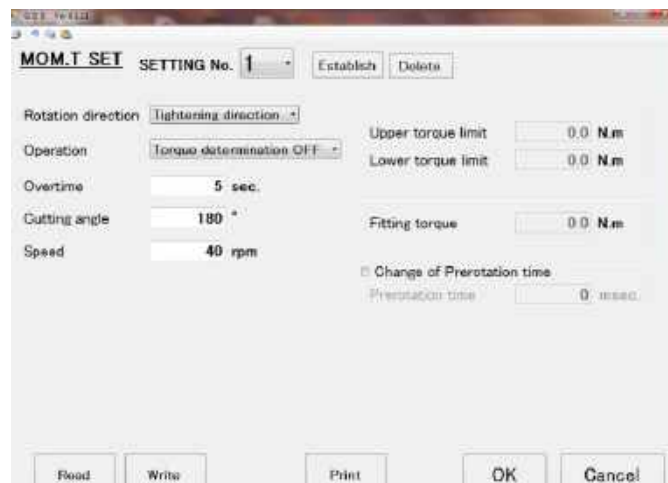 MOM.T SET SETTING No. 1 Establish Delete
Rotation direction Tightening direction
Operation Torque determination OFF
Overtime 5 sec.
Cutting angle 180 °
Speed 40 rpm
Upper torque limit 0.0 N.m
Lower torque limit 0.0 N.m
Fitting torque 0.0 N.m
Change of Prerotation time
Prerotation time 0 msec.
Read Write Print OK Cancel